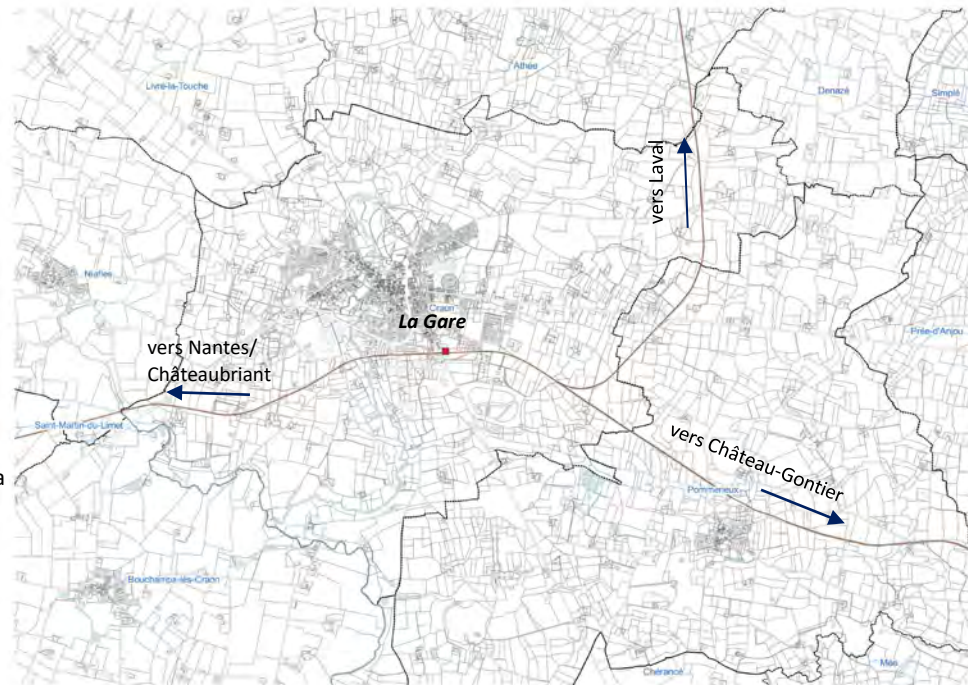 Athée
Livré-la-Touche
Denazé
Simplé
vers Laval
Niafles
Craon
La Gare
Prée-d'Anjou
vers Nantes/
Châteaubriant
Saint-Martin-du-Limet
vers Château-Gontier
a
Pommerieux
Bouchamps-lès-Craon
Chérancé
Mée